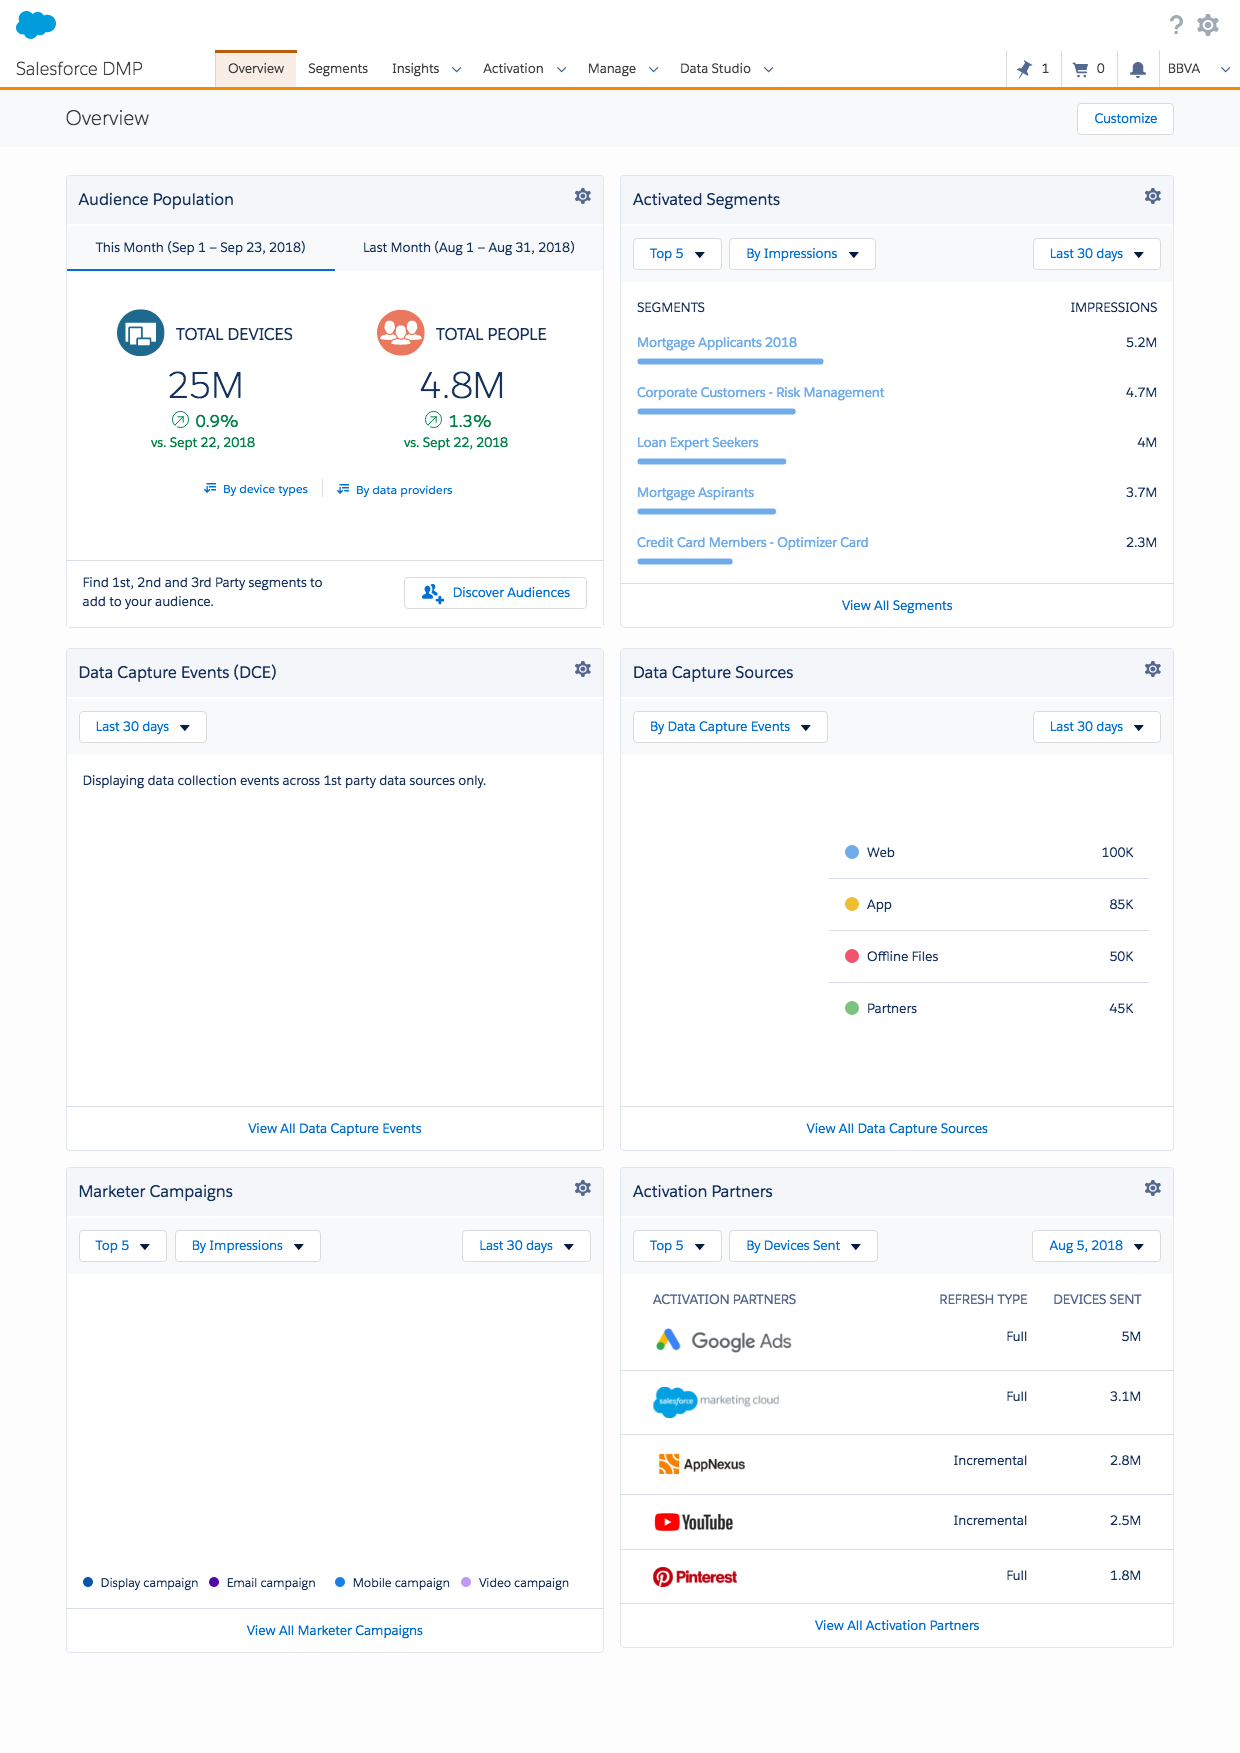 ?
Salesforce DMP
Overview
Segments
Insights
Activation
Manage
Data Studio
1
0
BBVA
Overview
Customize
Audience Population
This Month (Sep 1 – Sep 23, 2018)
Last Month (Aug 1 – Aug 31, 2018)
TOTAL DEVICES
25M
0.9%
vs. Sept 22, 2018
TOTAL PEOPLE
4.8M
1.3%
vs. Sept 22, 2018
By device types
By data providers
Find 1st, 2nd and 3rd Party segments to
add to your audience.
Discover Audiences
Activated Segments
Top 5
By Impressions
Last 30 days
SEGMENTS IMPRESSIONS
Mortgage Applicants 2018 5.2M
Corporate Customers - Risk Management 4.7M
Loan Expert Seekers 4M
Mortgage Aspirants 3.7M
Credit Card Members - Optimizer Card 2.3M
View All Segments
Data Capture Events (DCE)
Last 30 days
Displaying data collection events across 1st party data sources only.
View All Data Capture Events
Data Capture Sources
By Data Capture Events
Last 30 days
Web 100K
App 85K
Offline Files 50K
Partners 45K
View All Data Capture Sources
Marketer Campaigns
Top 5
By Impressions
Last 30 days
Display campaign
Email campaign
Mobile campaign
Video campaign
View All Marketer Campaigns
Activation Partners
Top 5
By Devices Sent
Aug 5, 2018
ACTIVATION PARTNERS REFRESH TYPE DEVICES SENT
Google Ads Full 5M
salesforce marketing cloud Full 3.1M
AppNexus Incremental 2.8M
YouTube Incremental 2.5M
Pinterest Full 1.8M
View All Activation Partners